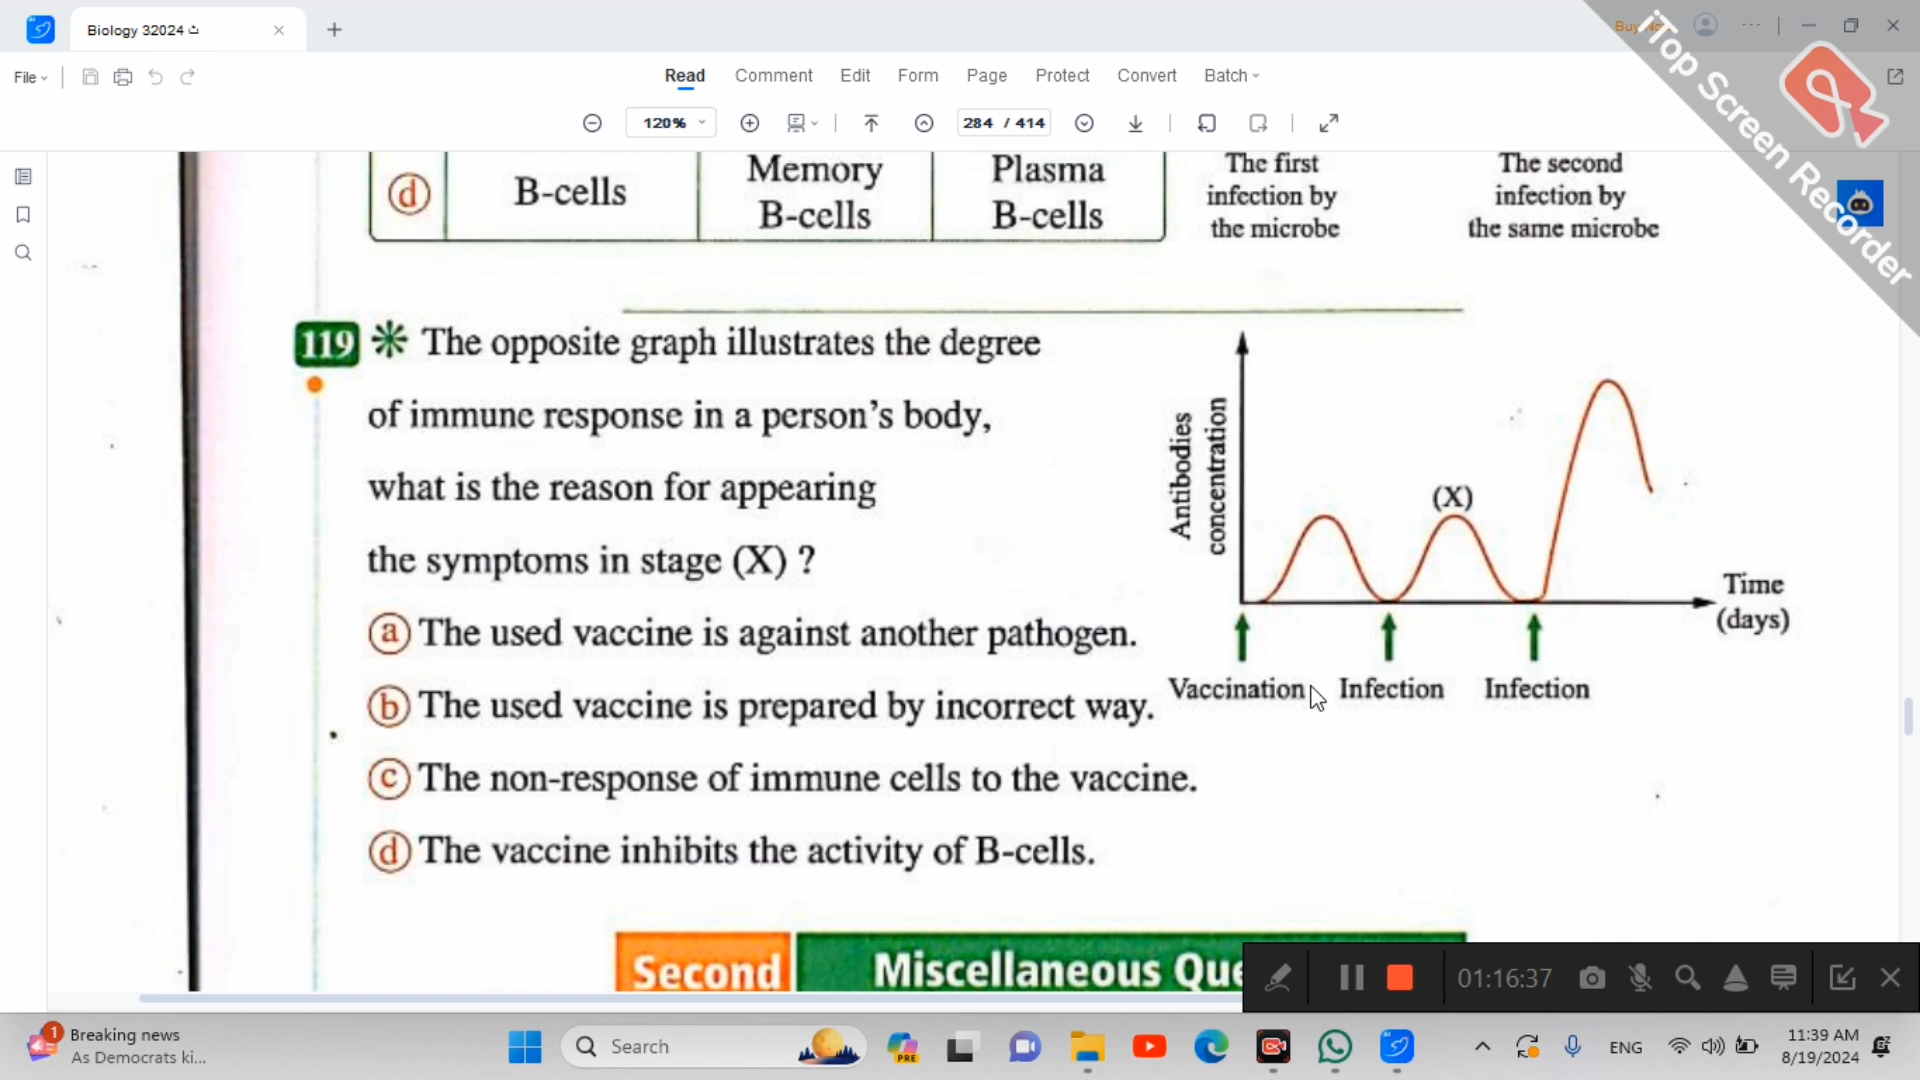 Biology 32024 ث
Buy No
iTop Screen Recorder
File
Read Comment Edit Form Page Protect Convert Batch
120%
284 / 414
d
B-cells
Memory
B-cells
Plasma
B-cells
The first
infection by
the microbe
The second
infection by
the same microbe
119 * The opposite graph illustrates the degree
of immune response in a person's body,
what is the reason for appearing
the symptoms in stage (X) ?
a The used vaccine is against another pathogen.
b The used vaccine is prepared by incorrect way.
c The non-response of immune cells to the vaccine.
d The vaccine inhibits the activity of B-cells.
Antibodies
concentration
(X)
Time
(days)
Vaccination
Infection
Infection
Second
Miscellaneous Que
01:16:37
1
Breaking news
As Democrats ki...
Search
PRE
ENG
11:39 AM
8/19/2024